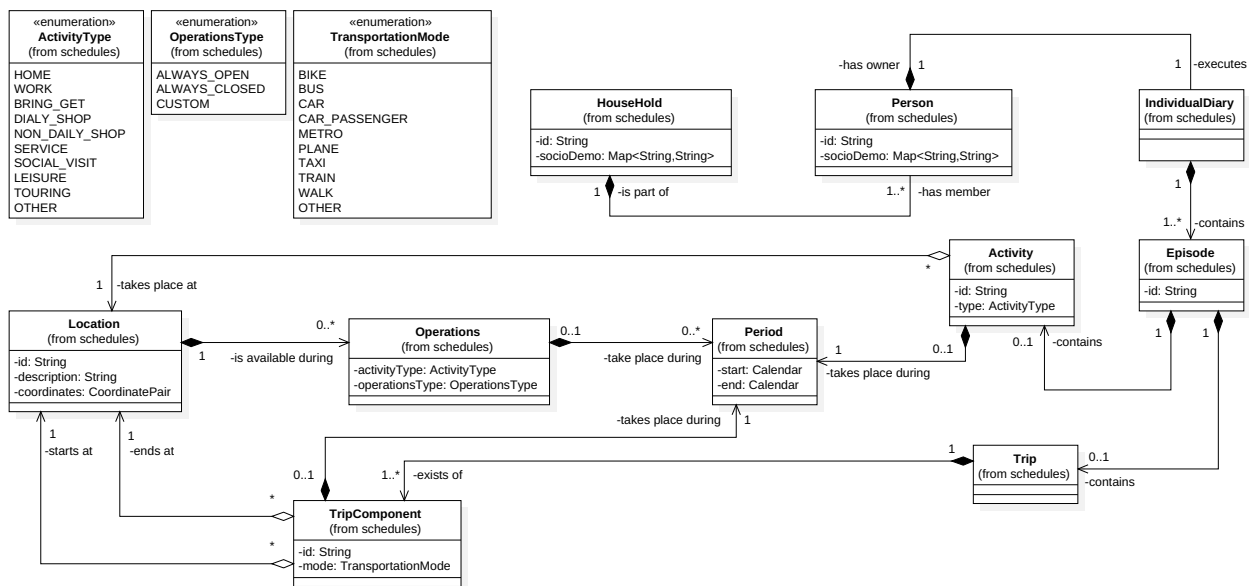 «enumeration»
ActivityType
(from schedules)
HOME
WORK
BRING_GET
DIALY_SHOP
NON_DAILY_SHOP
SERVICE
SOCIAL_VISIT
LEISURE
TOURING
OTHER
«enumeration»
OperationsType
(from schedules)
ALWAYS_OPEN
ALWAYS_CLOSED
CUSTOM
«enumeration»
TransportationMode
(from schedules)
BIKE
BUS
CAR
CAR_PASSENGER
METRO
PLANE
TAXI
TRAIN
WALK
OTHER
HouseHold
(from schedules)
-id: String
-socioDemo: Map<String,String>
1
-is part of
-has owner
1
Person
(from schedules)
-id: String
-socioDemo: Map<String,String>
1..*
-has member
1
-executes
IndividualDiary
(from schedules)
1
1..*
-contains
Activity
(from schedules)
-id: String
-type: ActivityType
*
0..1
Episode
(from schedules)
-id: String
1
1
0..1
-contains
1
-takes place at
Location
(from schedules)
-id: String
-description: String
-coordinates: CoordinatePair
1
0..*
-is available during
Operations
(from schedules)
-activityType: ActivityType
-operationsType: OperationsType
0..1
0..*
-take place during
Period
(from schedules)
-start: Calendar
-end: Calendar
1
-takes place during
-takes place during
1
1
-starts at
1
-ends at
0..1
1..*
-exists of
1
Trip
(from schedules)
0..1
-contains
*
*
TripComponent
(from schedules)
-id: String
-mode: TransportationMode